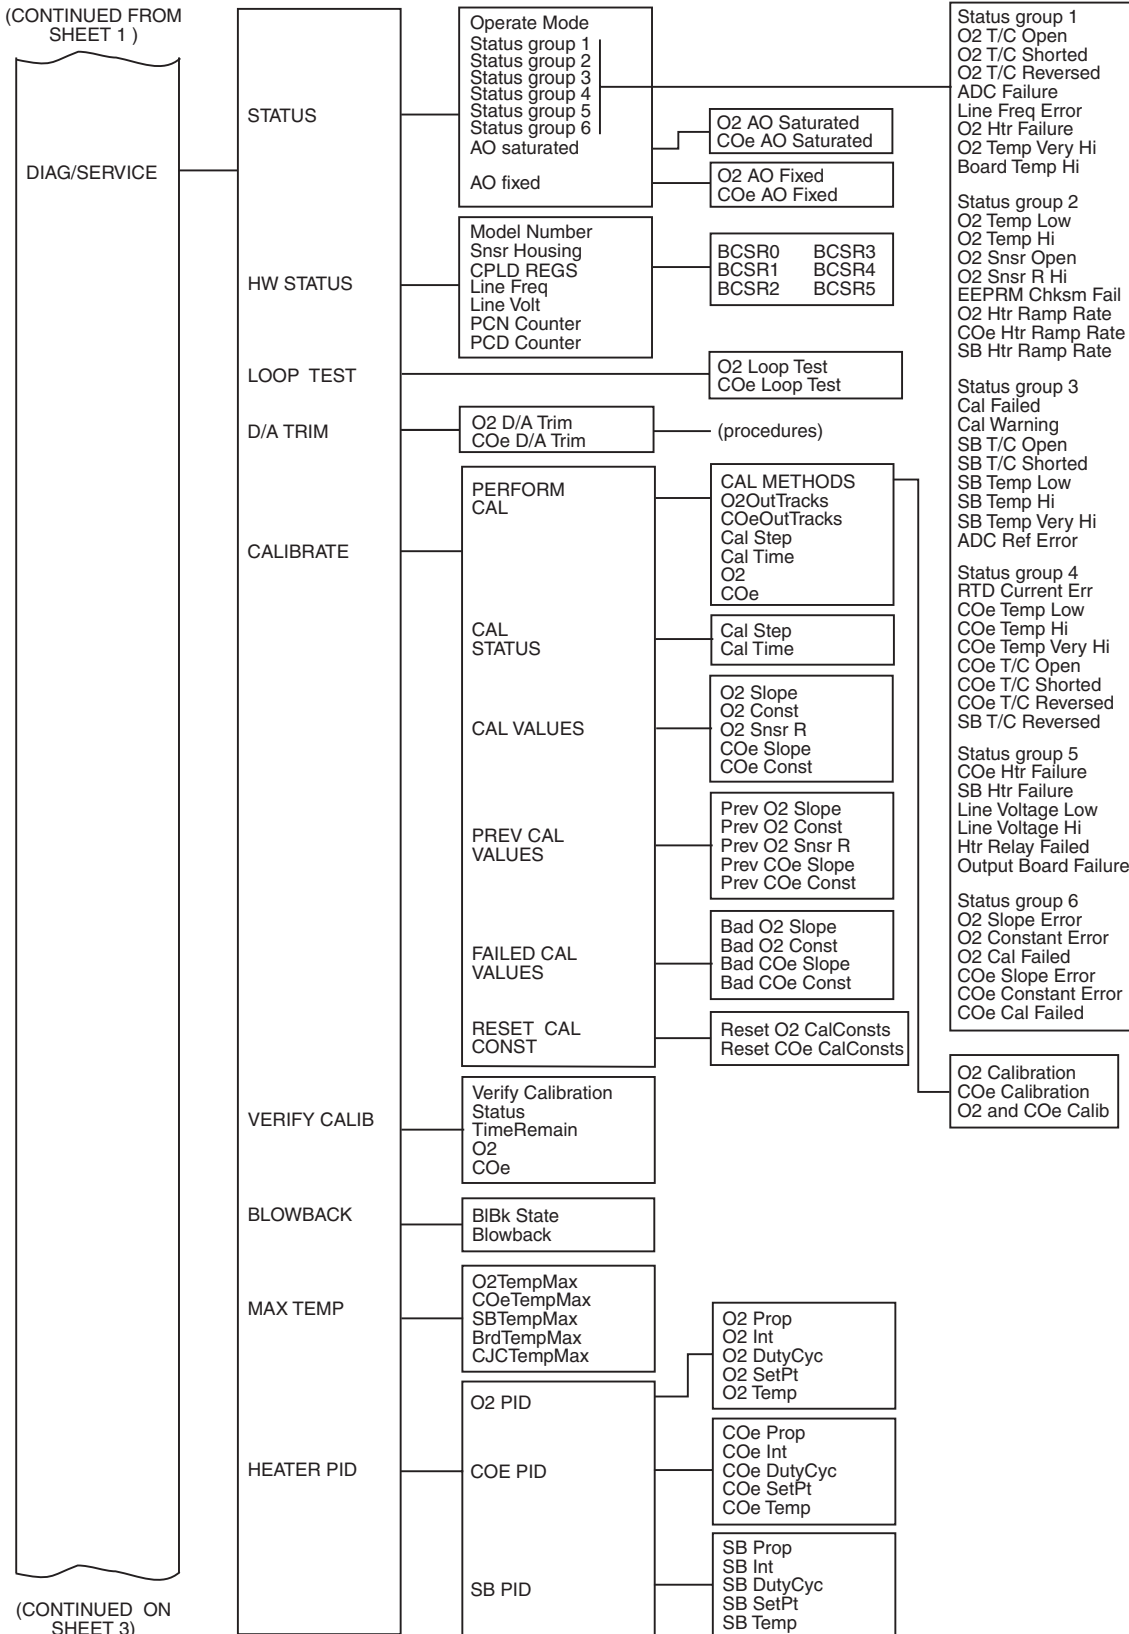 (CONTINUED FROM
SHEET 1 )
DIAG/SERVICE
(CONTINUED ON
SHEET 3)
STATUS
Operate Mode
Status group 1
Status group 2
Status group 3
Status group 4
Status group 5
Status group 6
AO saturated
AO fixed
O2 AO Saturated
COe AO Saturated
O2 AO Fixed
COe AO Fixed
Status group 1
O2 T/C Open
O2 T/C Shorted
O2 T/C Reversed
ADC Failure
Line Freq Error
O2 Htr Failure
O2 Temp Very Hi
Board Temp Hi
Status group 2
O2 Temp Low
O2 Temp Hi
O2 Snsr Open
O2 Snsr R Hi
EEPRM Chksm Fail
O2 Htr Ramp Rate
COe Htr Ramp Rate
SB Htr Ramp Rate
Status group 3
Cal Failed
Cal Warning
SB T/C Open
SB T/C Shorted
SB Temp Low
SB Temp Hi
SB Temp Very Hi
ADC Ref Error
Status group 4
RTD Current Err
COe Temp Low
COe Temp Hi
COe Temp Very Hi
COe T/C Open
COe T/C Shorted
COe T/C Reversed
SB T/C Reversed
Status group 5
COe Htr Failure
SB Htr Failure
Line Voltage Low
Line Voltage Hi
Htr Relay Failed
Output Board Failure
Status group 6
O2 Slope Error
O2 Constant Error
O2 Cal Failed
COe Slope Error
COe Constant Error
COe Cal Failed
HW STATUS
Model Number
Snsr Housing
CPLD REGS
Line Freq
Line Volt
PCN Counter
PCD Counter
BCSR0 BCSR3
BCSR1 BCSR4
BCSR2 BCSR5
LOOP TEST
O2 Loop Test
COe Loop Test
D/A TRIM
O2 D/A Trim
COe D/A Trim
(procedures)
CALIBRATE
PERFORM
CAL
CAL METHODS
O2OutTracks
COeOutTracks
Cal Step
Cal Time
O2
COe
O2 Calibration
COe Calibration
O2 and COe Calib
CAL
STATUS
Cal Step
Cal Time
CAL VALUES
O2 Slope
O2 Const
O2 Snsr R
COe Slope
COe Const
PREV CAL
VALUES
Prev O2 Slope
Prev O2 Const
Prev O2 Snsr R
Prev COe Slope
Prev COe Const
FAILED CAL
VALUES
Bad O2 Slope
Bad O2 Const
Bad COe Slope
Bad COe Const
RESET CAL
CONST
Reset O2 CalConsts
Reset COe CalConsts
VERIFY CALIB
Verify Calibration
Status
TimeRemain
O2
COe
BLOWBACK
BlBk State
Blowback
MAX TEMP
O2TempMax
COeTempMax
SBTempMax
BrdTempMax
CJCTempMax
HEATER PID
O2 PID
O2 Prop
O2 Int
O2 DutyCyc
O2 SetPt
O2 Temp
COE PID
COe Prop
COe Int
COe DutyCyc
COe SetPt
COe Temp
SB PID
SB Prop
SB Int
SB DutyCyc
SB SetPt
SB Temp